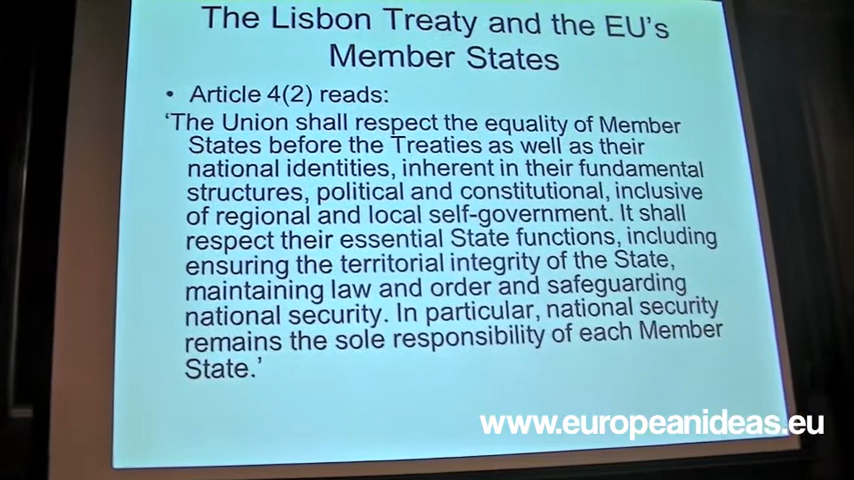 The Lisbon Treaty and the EU's
Member States
• Article 4(2) reads:
'The Union shall respect the equality of Member
States before the Treaties as well as their
national identities, inherent in their fundamental
structures, political and constitutional, inclusive
of regional and local self-government. It shall
respect their essential State functions, including
ensuring the territorial integrity of the State,
maintaining law and order and safeguarding
national security. In particular, national security
remains the sole responsibility of each Member
State.'
www.europeanideas.eu